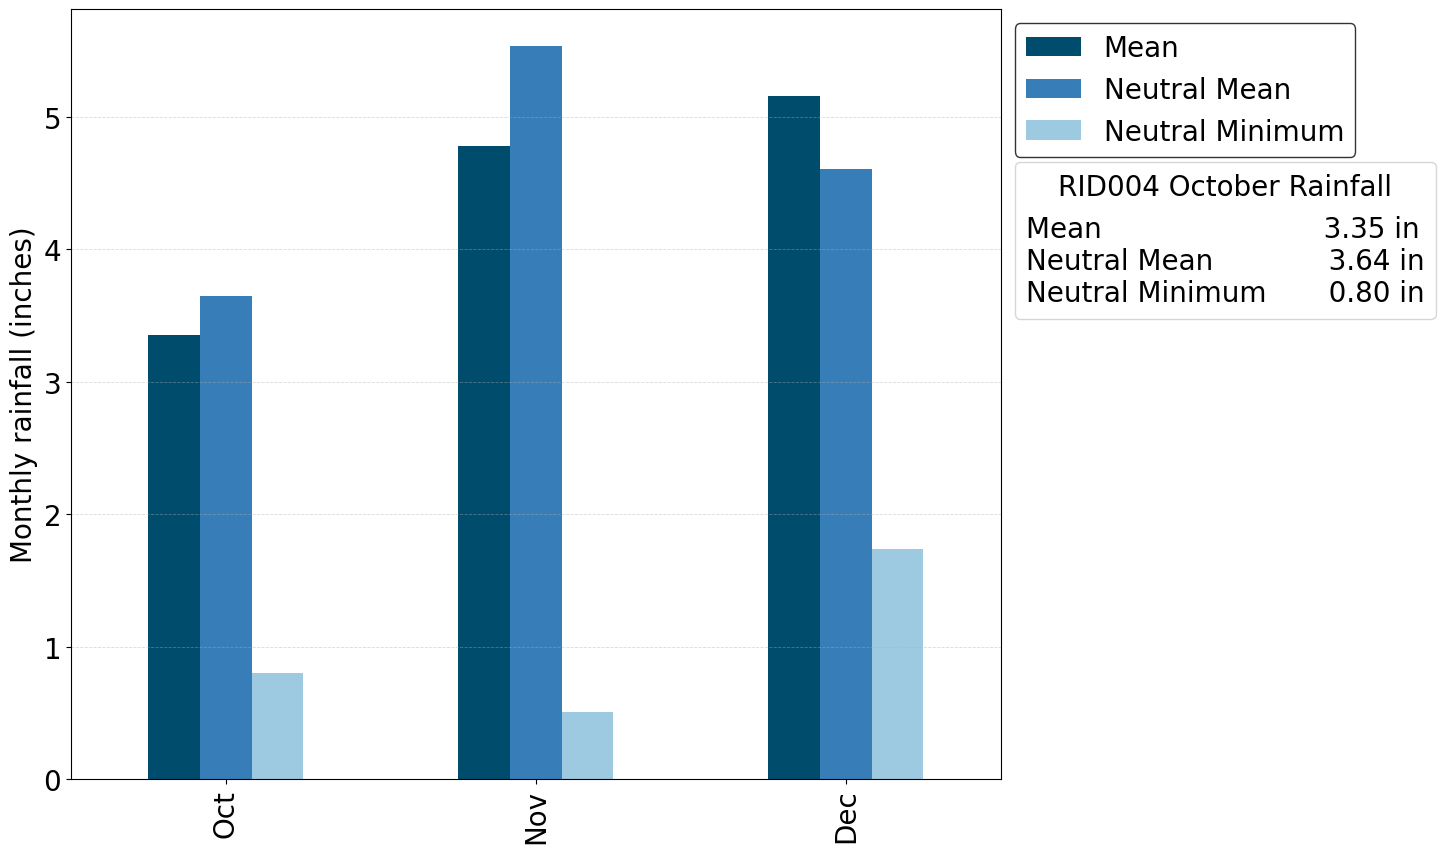 Monthly rainfall (inches)
5
4
3
2
1
0
Oct
Nov
Dec
Mean
Neutral Mean
Neutral Minimum
RID004 October Rainfall
Mean 3.35 in
Neutral Mean 3.64 in
Neutral Minimum 0.80 in